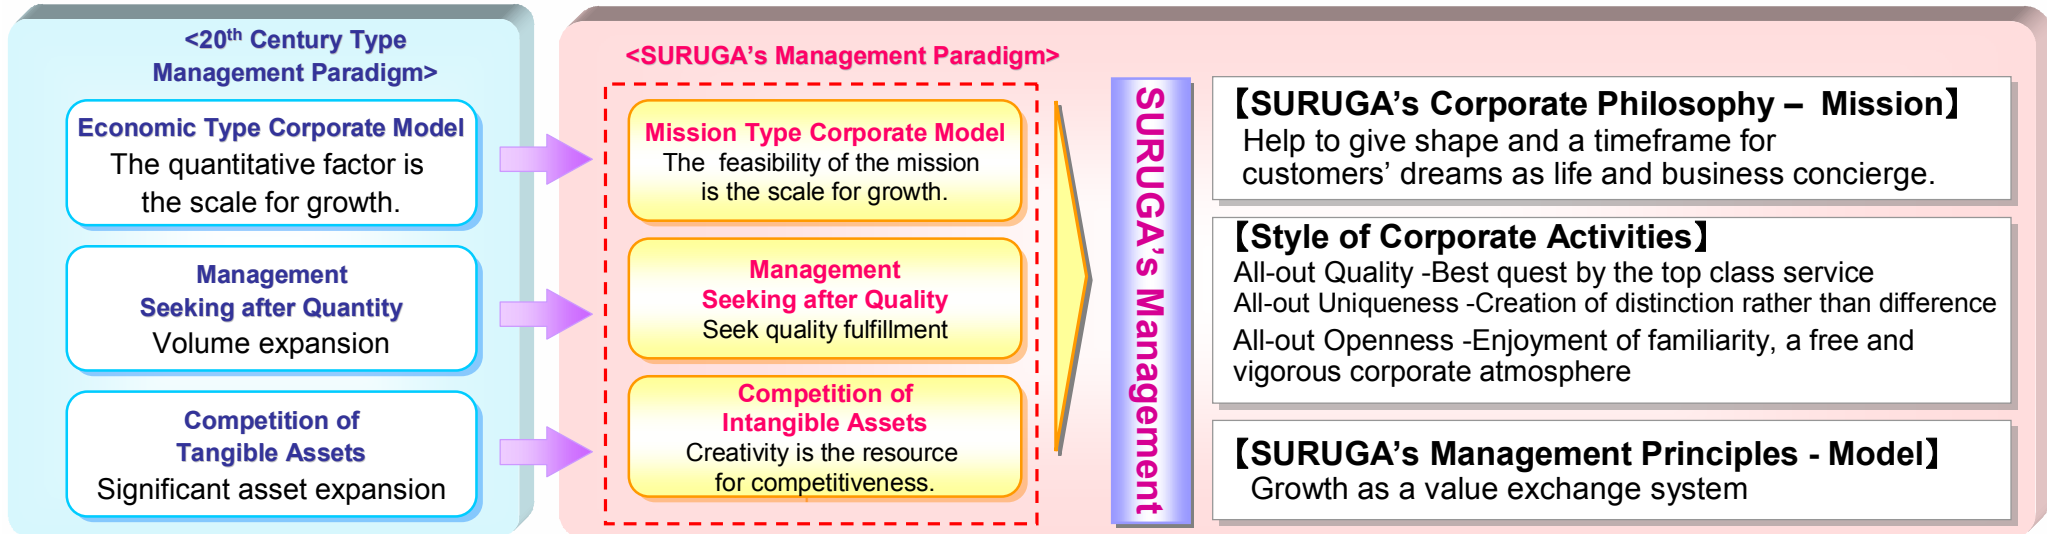 <20th Century Type
Management Paradigm>
Economic Type Corporate Model
The quantitative factor is
the scale for growth.
Management
Seeking after Quantity
Volume expansion
Competition of
Tangible Assets
Significant asset expansion
<SURUGA's Management Paradigm>
Mission Type Corporate Model
The feasibility of the mission
is the scale for growth.
Management
Seeking after Quality
Seek quality fulfillment
Competition of
Intangible Assets
Creativity is the resource
for competitiveness.
SURUGA's Management
【SURUGA's Corporate Philosophy – Mission】
Help to give shape and a timeframe for
customers' dreams as life and business concierge.
【Style of Corporate Activities】
All-out Quality -Best quest by the top class service
All-out Uniqueness -Creation of distinction rather than difference
All-out Openness -Enjoyment of familiarity, a free and
vigorous corporate atmosphere
【SURUGA's Management Principles - Model】
Growth as a value exchange system